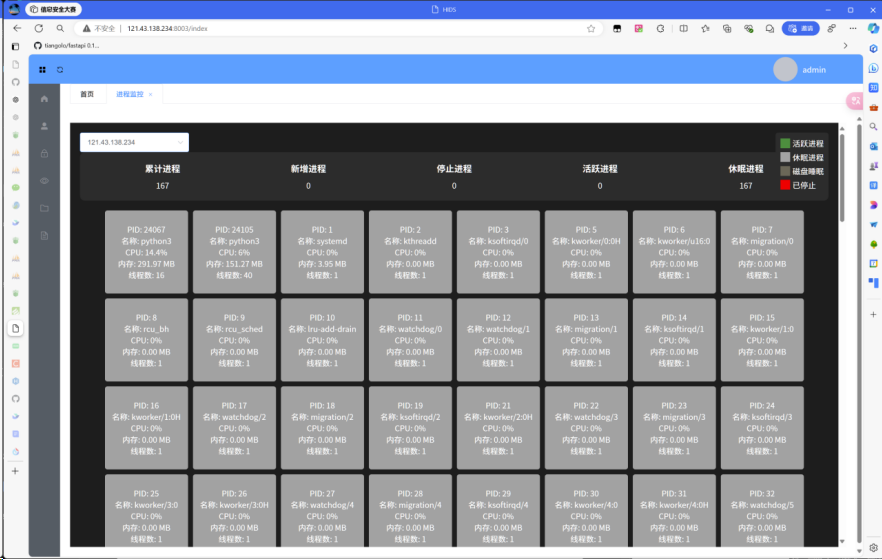 信息安全大赛
HIDS
不安全
121.43.138.234:8003/index
邀请
tiangolo/fastapi 0.1...
admin
首页
进程监控 ×
121.43.138.234
活跃进程
休眠进程
磁盘睡眠
已停止
累计进程 新增进程 停止进程 活跃进程 休眠进程
167 0 0 0 167
PID: 24067
名称: python3
CPU: 14.4%
内存: 291.97 MB
线程数: 16
PID: 24105
名称: python3
CPU: 6%
内存: 151.27 MB
线程数: 40
PID: 1
名称: systemd
CPU: 0%
内存: 3.95 MB
线程数: 1
PID: 2
名称: kthreadd
CPU: 0%
内存: 0.00 MB
线程数: 1
PID: 3
名称: ksoftirqd/0
CPU: 0%
内存: 0.00 MB
线程数: 1
PID: 5
名称: kworker/0:0H
CPU: 0%
内存: 0.00 MB
线程数: 1
PID: 6
名称: kworker/u16:0
CPU: 0%
内存: 0.00 MB
线程数: 1
PID: 7
名称: migration/0
CPU: 0%
内存: 0.00 MB
线程数: 1
PID: 8
名称: rcu_bh
CPU: 0%
内存: 0.00 MB
线程数: 1
PID: 9
名称: rcu_sched
CPU: 0%
内存: 0.00 MB
线程数: 1
PID: 10
名称: lru-add-drain
CPU: 0%
内存: 0.00 MB
线程数: 1
PID: 11
名称: watchdog/0
CPU: 0%
内存: 0.00 MB
线程数: 1
PID: 12
名称: watchdog/1
CPU: 0%
内存: 0.00 MB
线程数: 1
PID: 13
名称: migration/1
CPU: 0%
内存: 0.00 MB
线程数: 1
PID: 14
名称: ksoftirqd/1
CPU: 0%
内存: 0.00 MB
线程数: 1
PID: 15
名称: kworker/1:0
CPU: 0%
内存: 0.00 MB
线程数: 1
PID: 16
名称: kworker/1:0H
CPU: 0%
内存: 0.00 MB
线程数: 1
PID: 17
名称: watchdog/2
CPU: 0%
内存: 0.00 MB
线程数: 1
PID: 18
名称: migration/2
CPU: 0%
内存: 0.00 MB
线程数: 1
PID: 19
名称: ksoftirqd/2
CPU: 0%
内存: 0.00 MB
线程数: 1
PID: 21
名称: kworker/2:0H
CPU: 0%
内存: 0.00 MB
线程数: 1
PID: 22
名称: watchdog/3
CPU: 0%
内存: 0.00 MB
线程数: 1
PID: 23
名称: migration/3
CPU: 0%
内存: 0.00 MB
线程数: 1
PID: 24
名称: ksoftirqd/3
CPU: 0%
内存: 0.00 MB
线程数: 1
PID: 25
名称: kworker/3:0
CPU: 0%
内存: 0.00 MB
线程数: 1
PID: 26
名称: kworker/3:0H
CPU: 0%
内存: 0.00 MB
线程数: 1
PID: 27
名称: watchdog/4
CPU: 0%
内存: 0.00 MB
线程数: 1
PID: 28
名称: migration/4
CPU: 0%
内存: 0.00 MB
线程数: 1
PID: 29
名称: ksoftirqd/4
CPU: 0%
内存: 0.00 MB
线程数: 1
PID: 30
名称: kworker/4:0
CPU: 0%
内存: 0.00 MB
线程数: 1
PID: 31
名称: kworker/4:0H
CPU: 0%
内存: 0.00 MB
线程数: 1
PID: 32
名称: watchdog/5
CPU: 0%
内存: 0.00 MB
线程数: 1